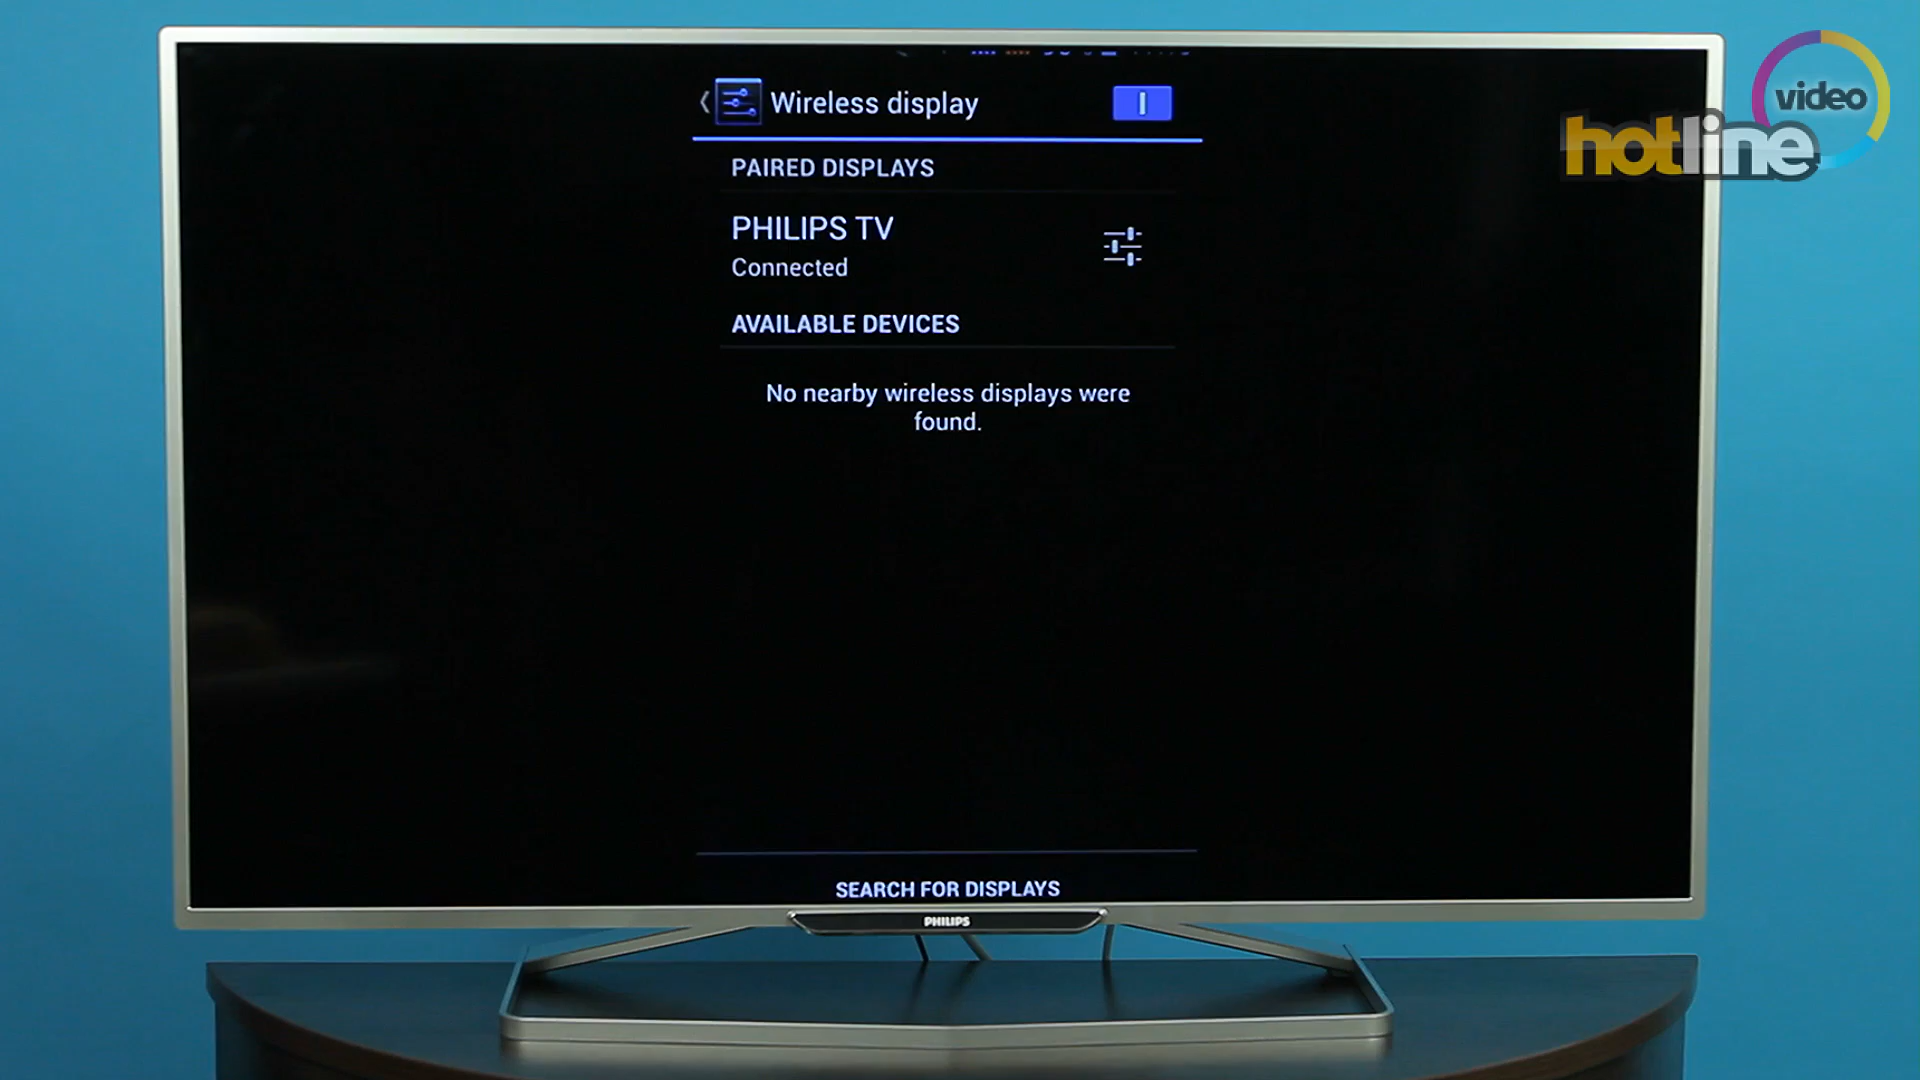 video
hotline
Wireless display
PAIRED DISPLAYS
PHILIPS TV
Connected
AVAILABLE DEVICES
No nearby wireless displays were
found.
SEARCH FOR DISPLAYS
PHILIPS